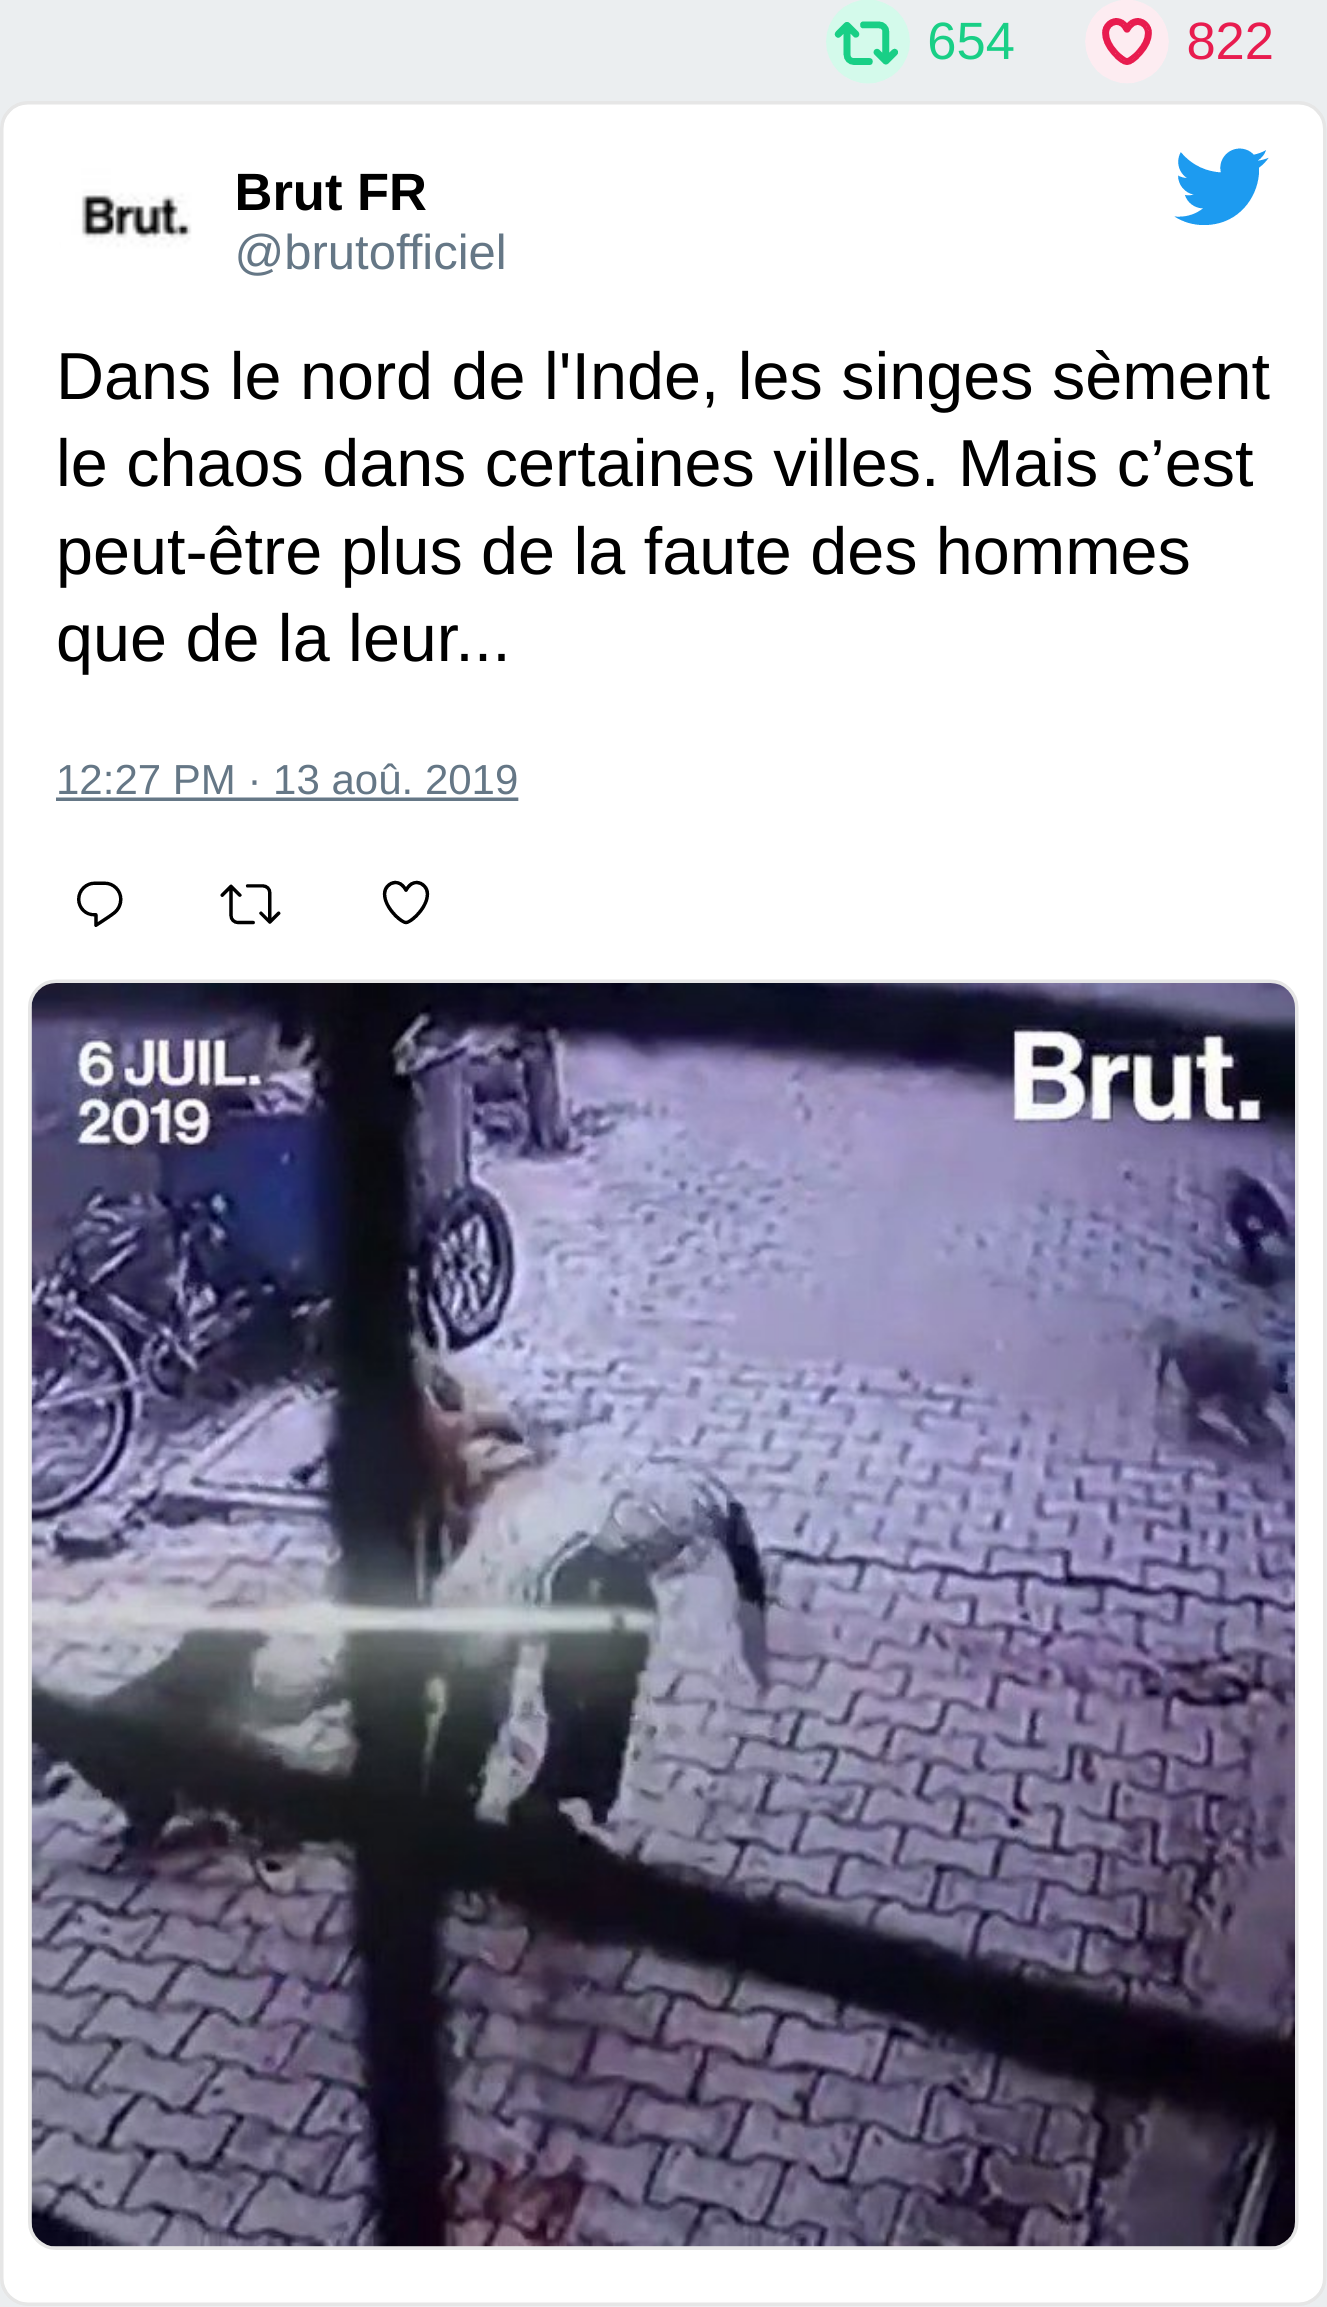 654 822
Brut.
Brut FR
@brutofficiel
Dans le nord de l'Inde, les singes sèment
le chaos dans certaines villes. Mais c’est
peut-être plus de la faute des hommes
que de la leur...
12:27 PM · 13 aoû. 2019
6 JUIL.
2019
Brut.